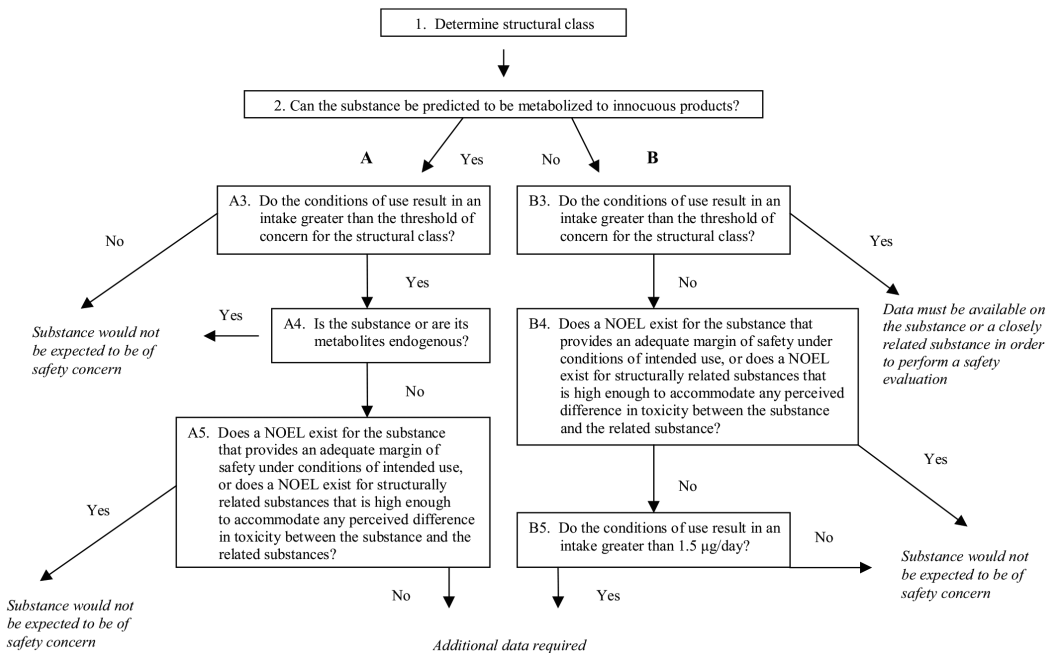 1. Determine structural class
2. Can the substance be predicted to be metabolized to innocuous products?
A
Yes
No
B
A3. Do the conditions of use result in an
intake greater than the threshold of
concern for the structural class?
B3. Do the conditions of use result in an
intake greater than the threshold of
concern for the structural class?
No
Yes
Yes
No
Substance would not
be expected to be of
safety concern
Yes
A4. Is the substance or are its
metabolites endogenous?
B4. Does a NOEL exist for the substance that
provides an adequate margin of safety under
conditions of intended use, or does a NOEL
exist for structurally related substances that
is high enough to accommodate any perceived
difference in toxicity between the substance
and the related substance?
Data must be available on
the substance or a closely
related substance in order
to perform a safety
evaluation
No
A5. Does a NOEL exist for the substance
that provides an adequate margin of
safety under conditions of intended use,
or does a NOEL exist for structurally
related substances that is high enough
to accommodate any perceived difference
in toxicity between the substance and the
related substances?
Yes
No
Yes
B5. Do the conditions of use result in an
intake greater than 1.5 µg/day?
No
Substance would not
be expected to be of
safety concern
Substance would not
be expected to be of
safety concern
No
Yes
Additional data required